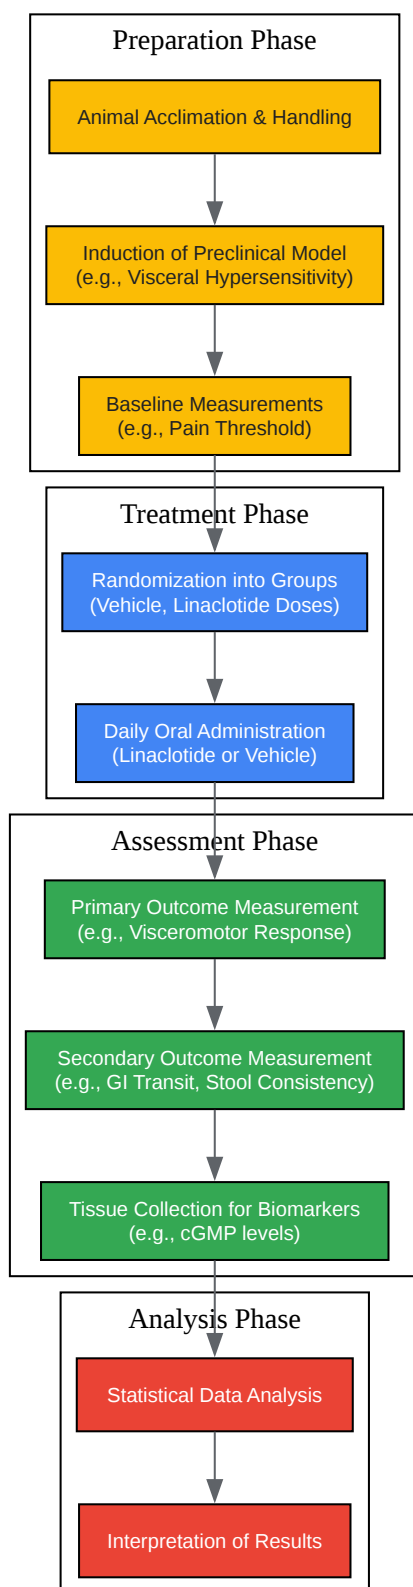 Preparation Phase
Animal Acclimation & Handling
Induction of Preclinical Model
(e.g., Visceral Hypersensitivity)
Baseline Measurements
(e.g., Pain Threshold)
Treatment Phase
Randomization into Groups
(Vehicle, Linaclotide Doses)
Daily Oral Administration
(Linaclotide or Vehicle)
Assessment Phase
Primary Outcome Measurement
(e.g., Visceromotor Response)
Secondary Outcome Measurement
(e.g., GI Transit, Stool Consistency)
Tissue Collection for Biomarkers
(e.g., cGMP levels)
Analysis Phase
Statistical Data Analysis
Interpretation of Results